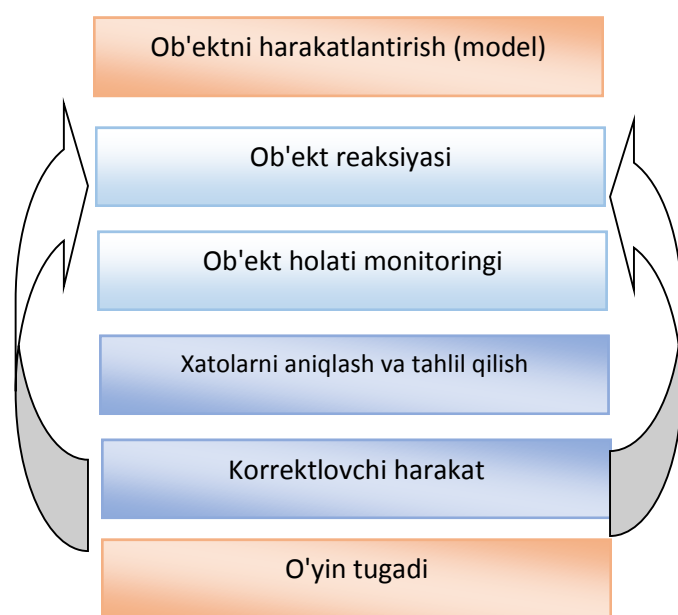 Ob'ektni harakatlantirish (model)
Ob'ekt reaksiyasi
Ob'ekt holati monitoringi
Xatolarni aniqlash va tahlil qilish
Korrektlovchi harakat
O'yin tugadi